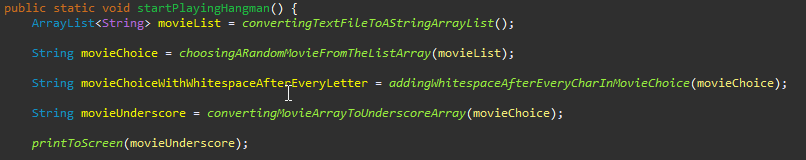 public static void startPlayingHangman() {
ArrayList<String> movieList = convertingTextFileToAStringArrayList();
String movieChoice = choosingARandomMovieFromTheListArray(movieList);
String movieChoiceWithWhitespaceAfterEveryLetter = addingWhitespaceAfterEveryCharInMovieChoice(movieChoice);
String movieUnderscore = convertingMovieArrayToUnderscoreArray(movieChoice);
printToScreen(movieUnderscore);